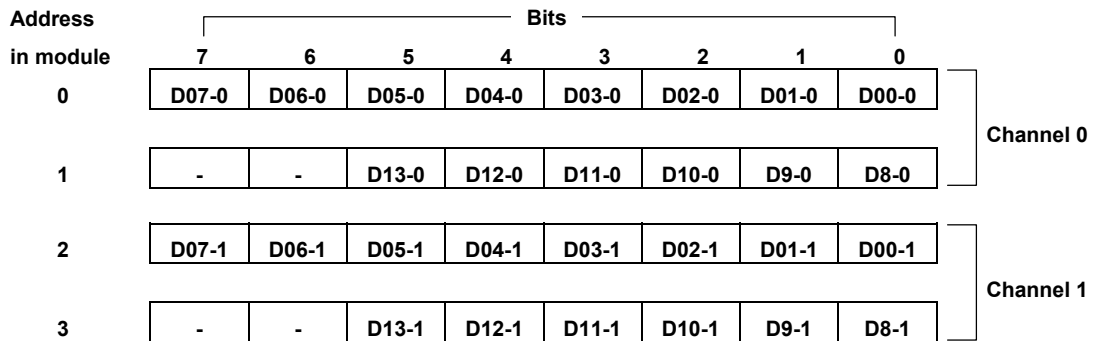 Address Bits
in module 7 6 5 4 3 2 1 0
0 D07-0 D06-0 D05-0 D04-0 D03-0 D02-0 D01-0 D00-0
Channel 0
1 - - D13-0 D12-0 D11-0 D10-0 D9-0 D8-0
2 D07-1 D06-1 D05-1 D04-1 D03-1 D02-1 D01-1 D00-1
Channel 1
3 - - D13-1 D12-1 D11-1 D10-1 D9-1 D8-1